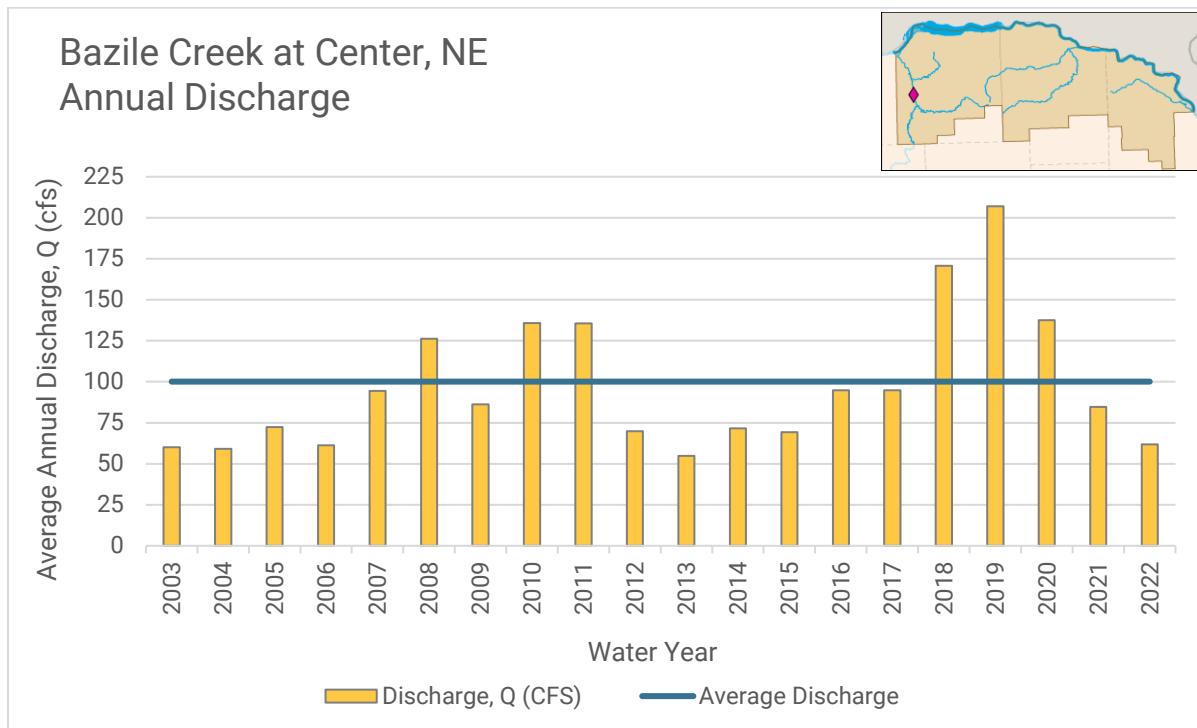 Bazile Creek at Center, NE
Annual Discharge
Average Annual Discharge, Q (cfs)
225
200
175
150
125
100
75
50
25
0
2003 2004 2005 2006 2007 2008 2009 2010 2011 2012 2013 2014 2015 2016 2017 2018 2019 2020 2021 2022
Water Year
Discharge, Q (CFS) Average Discharge